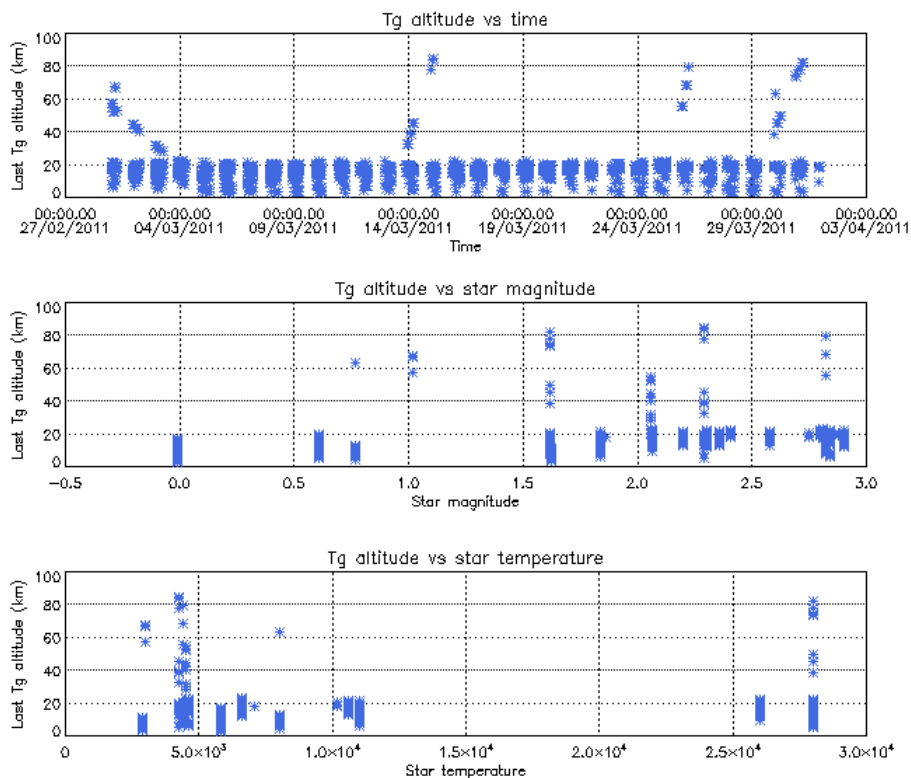 Tg altitude vs time
Last Tg altitude (km)
100
80
60
40
20
0
00:00:00 00:00:00 00:00:00 00:00:00 00:00:00 00:00:00 00:00:00 00:00:00
27/02/2011 04/03/2011 09/03/2011 14/03/2011 19/03/2011 24/03/2011 29/03/2011 03/04/2011
Time
Tg altitude vs star magnitude
Last Tg altitude (km)
100
80
60
40
20
0
-0.5 0.0 0.5 1.0 1.5 2.0 2.5 3.0
Star magnitude
Tg altitude vs star temperature
Last Tg altitude (km)
100
80
60
40
20
0
0 5.0×10³ 1.0×10⁴ 1.5×10⁴ 2.0×10⁴ 2.5×10⁴ 3.0×10⁴
Star temperature